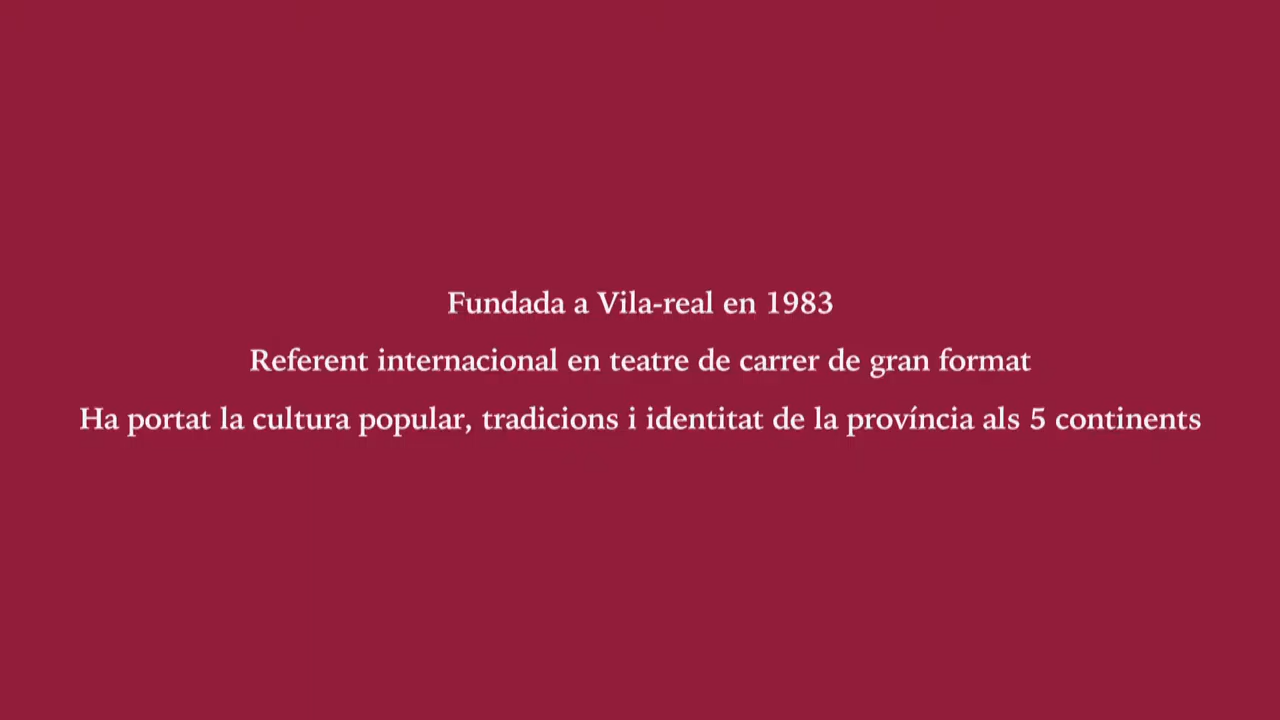 Fundada a Vila-real en 1983
Referent internacional en teatre de carrer de gran format
Ha portat la cultura popular, tradicions i identitat de la província als 5 continents